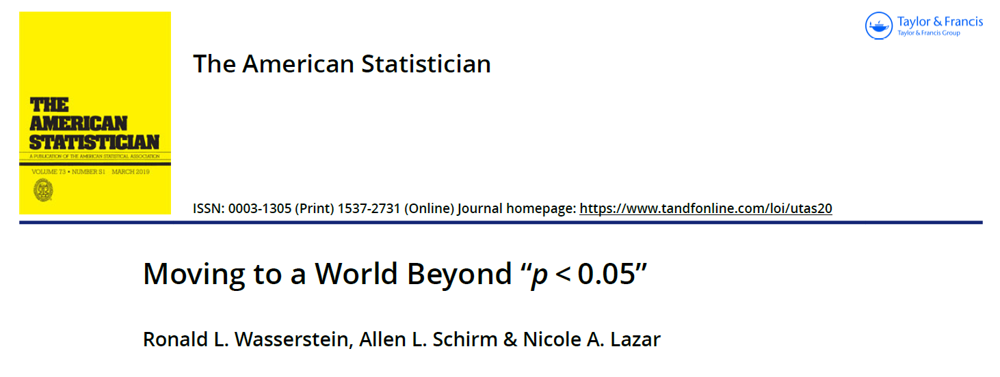 Taylor & Francis
Taylor & Francis Group
The American Statistician
THE
AMERICAN
STATISTICIAN
A PUBLICATION OF THE AMERICAN STATISTICAL ASSOCIATION
VOLUME 73 • NUMBER S1 MARCH 2019
ISSN: 0003-1305 (Print) 1537-2731 (Online) Journal homepage: https://www.tandfonline.com/loi/utas20
Moving to a World Beyond “p < 0.05”
Ronald L. Wasserstein, Allen L. Schirm & Nicole A. Lazar